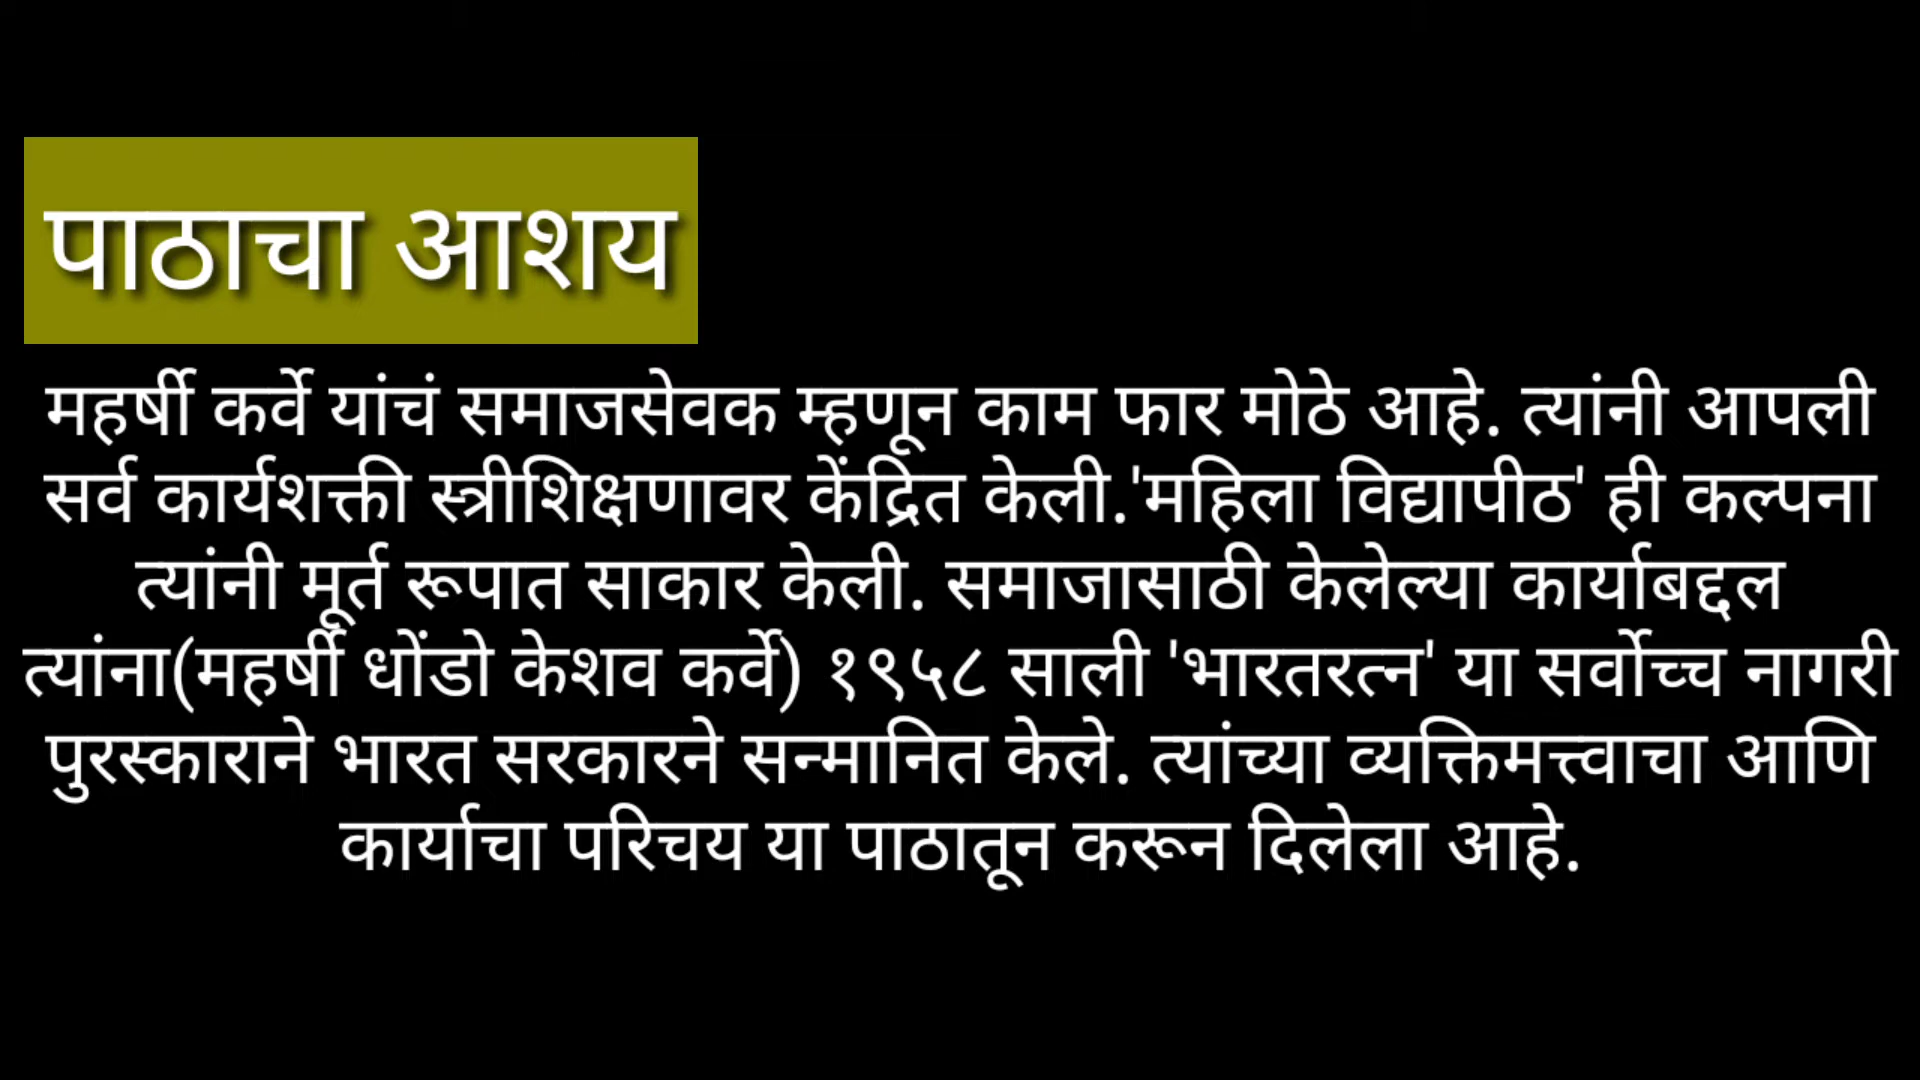 पाठाचा आशय
महर्षी कर्वे यांचं समाजसेवक म्हणून काम फार मोठे आहे. त्यांनी आपली
सर्व कार्यशक्ती स्त्रीशिक्षणावर केंद्रित केली.'महिला विद्यापीठ' ही कल्पना
त्यांनी मूर्त रूपात साकार केली. समाजासाठी केलेल्या कार्याबद्दल
त्यांना(महर्षी धोंडो केशव कर्वे) १९५८ साली 'भारतरत्न' या सर्वोच्च नागरी
पुरस्काराने भारत सरकारने सन्मानित केले. त्यांच्या व्यक्तिमत्त्वाचा आणि
कार्याचा परिचय या पाठातून करून दिलेला आहे.